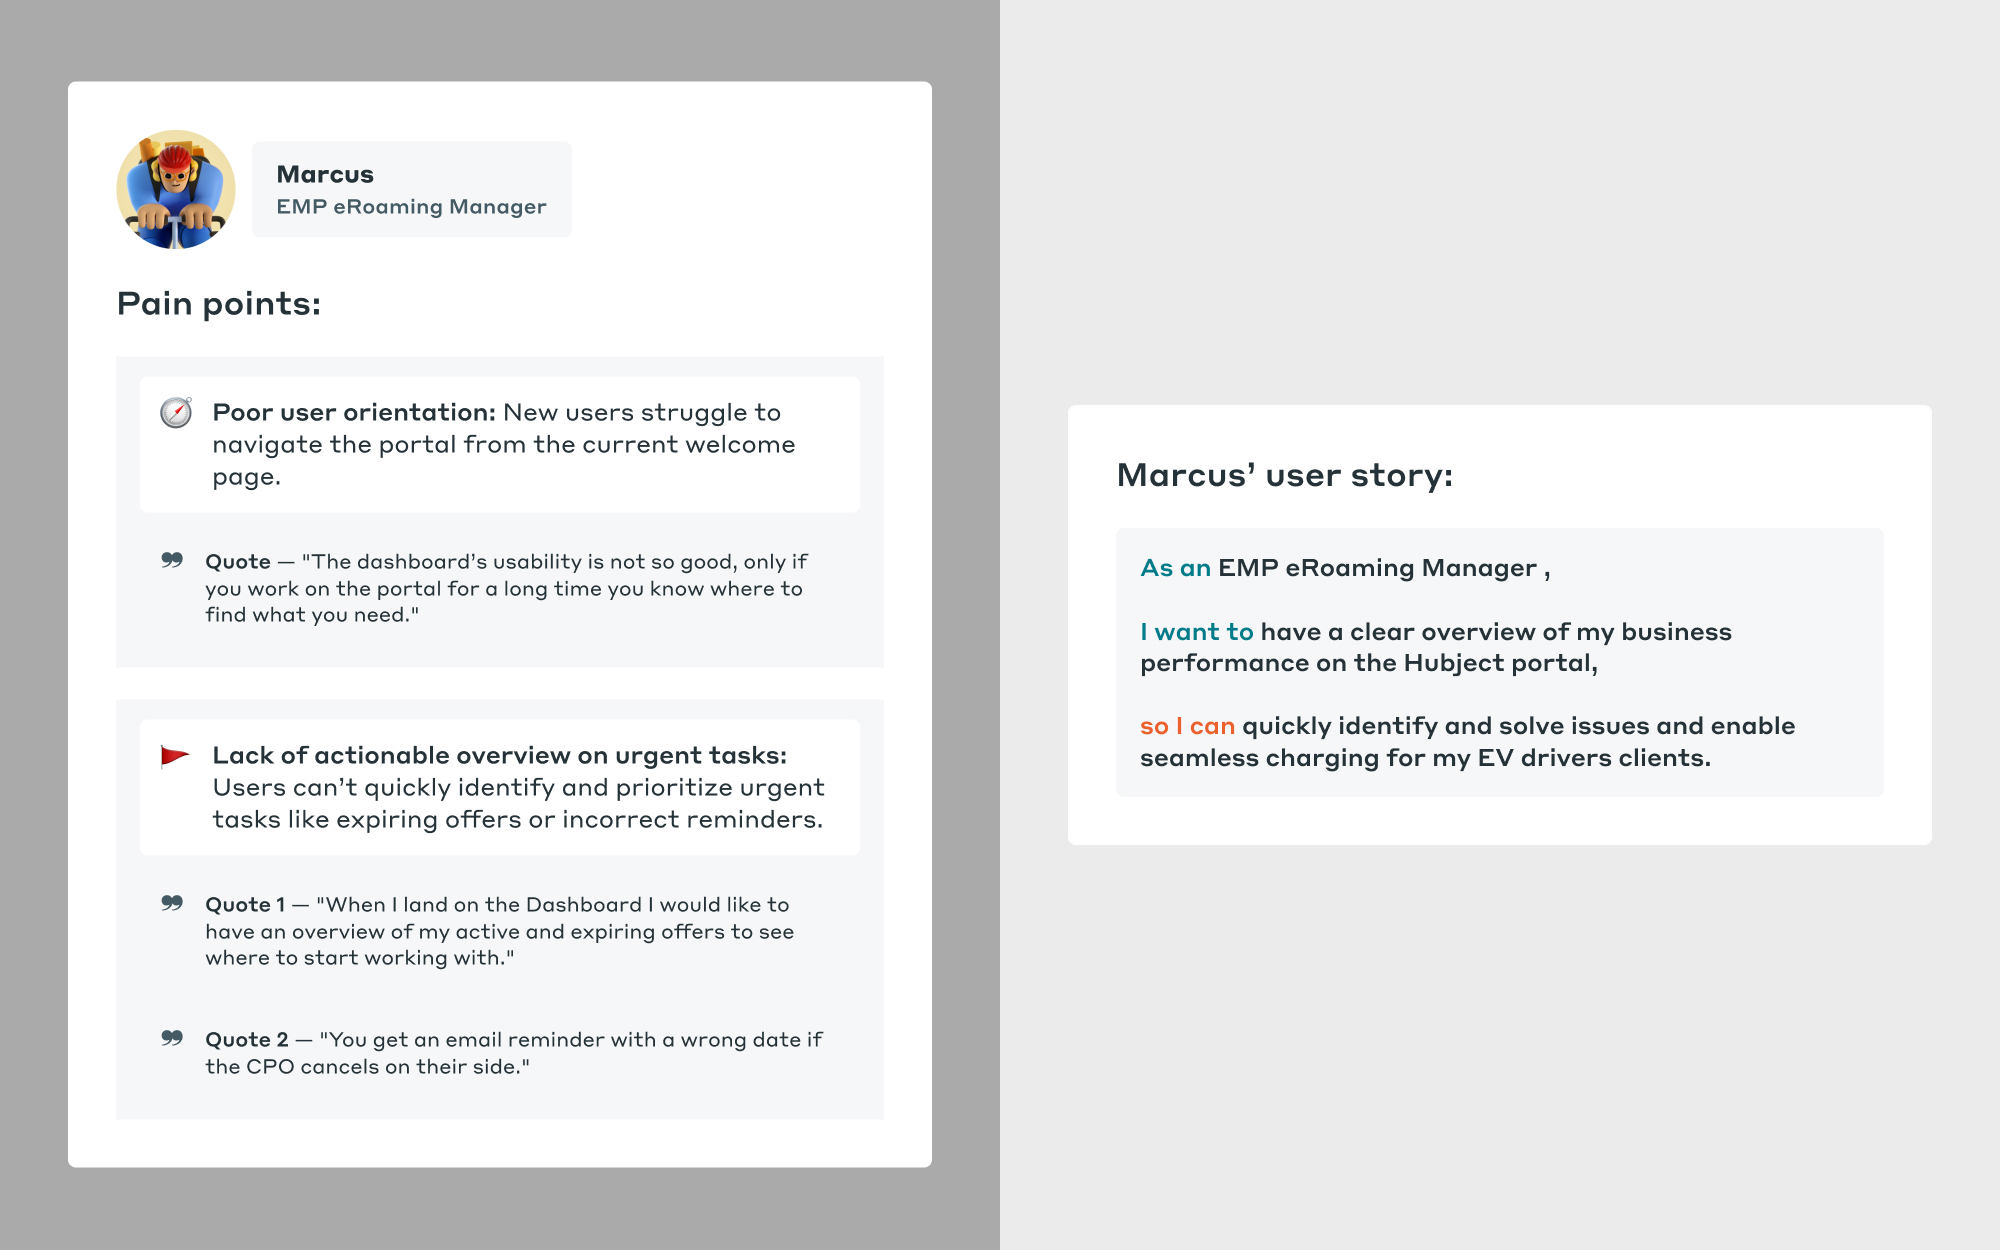 Marcus
EMP eRoaming Manager
Pain points:
Poor user orientation: New users struggle to
navigate the portal from the current welcome
page.
Quote — "The dashboard’s usability is not so good, only if
you work on the portal for a long time you know where to
find what you need."
Lack of actionable overview on urgent tasks:
Users can’t quickly identify and prioritize urgent
tasks like expiring offers or incorrect reminders.
Quote 1 — "When I land on the Dashboard I would like to
have an overview of my active and expiring offers to see
where to start working with."
Quote 2 — "You get an email reminder with a wrong date if
the CPO cancels on their side."
Marcus’ user story:
As an EMP eRoaming Manager ,
I want to have a clear overview of my business
performance on the Hubject portal,
so I can quickly identify and solve issues and enable
seamless charging for my EV drivers clients.